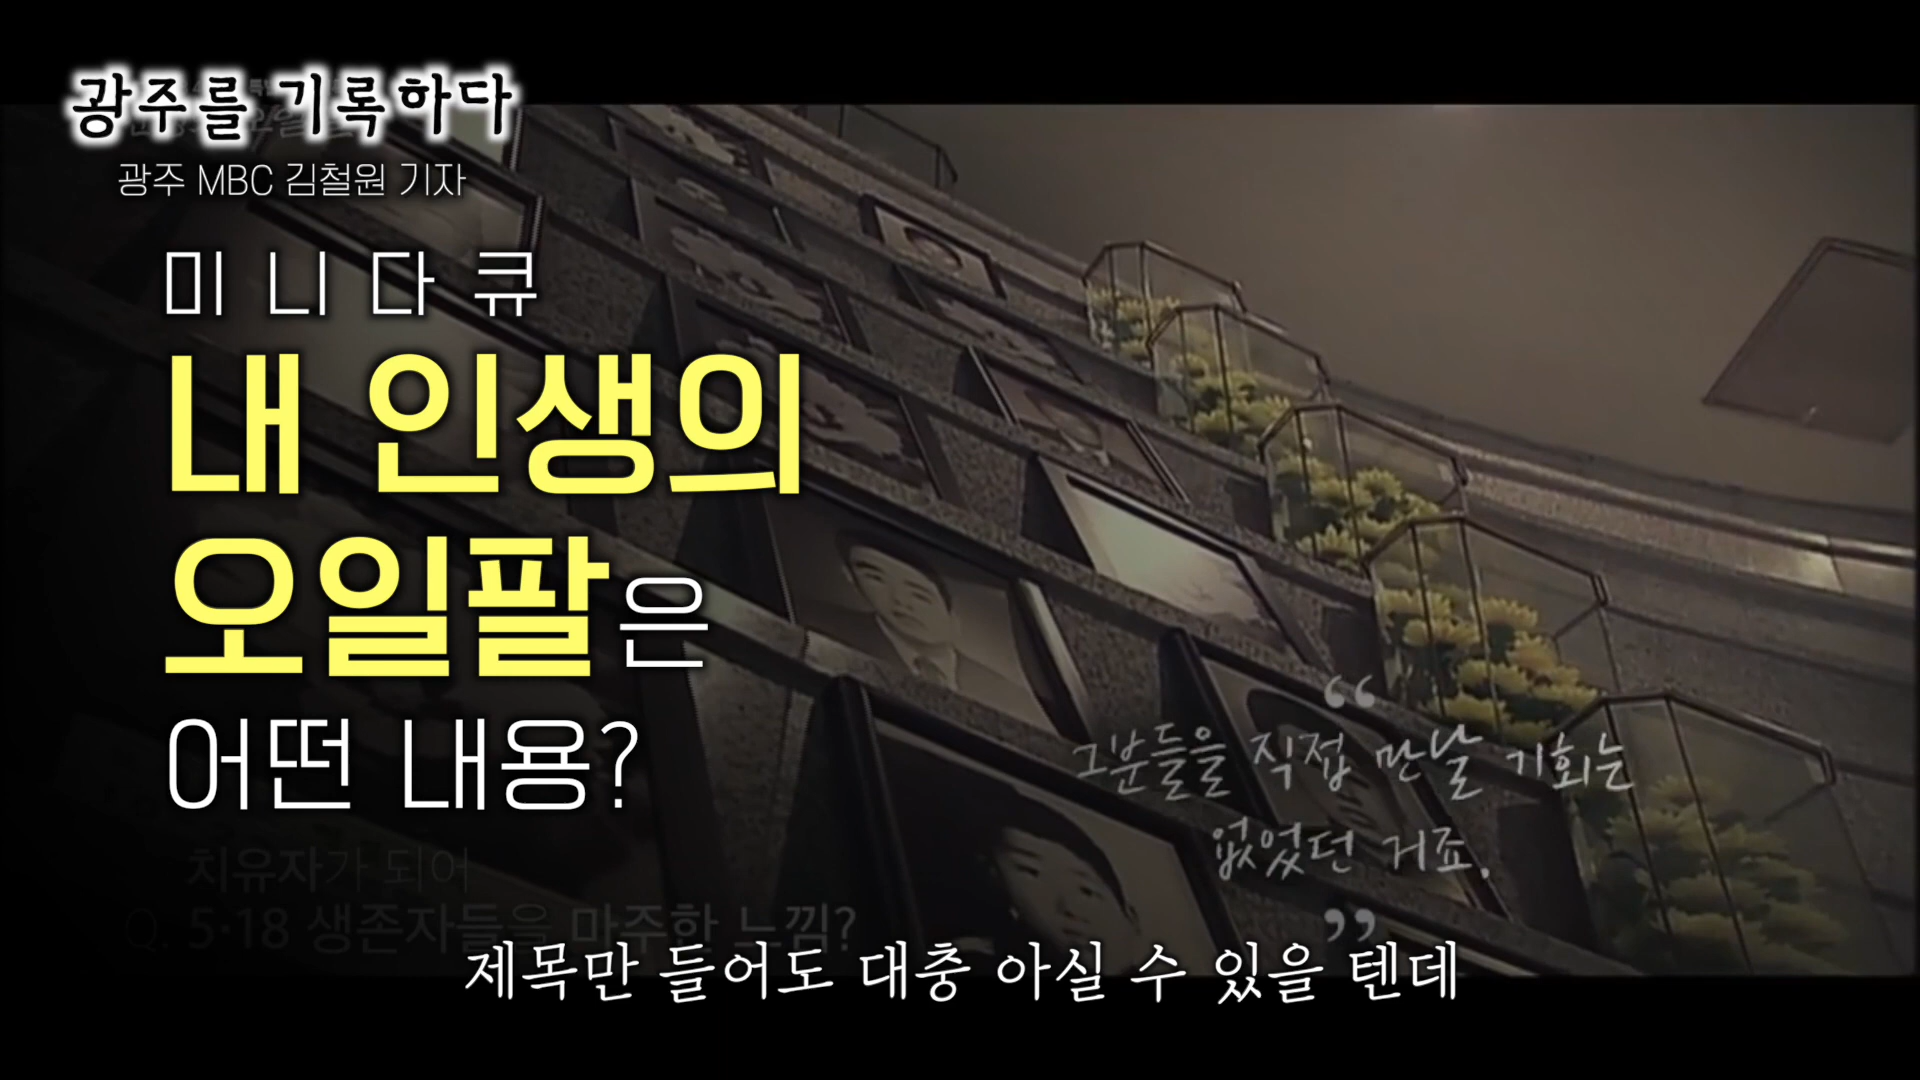 광주를 기록하다
광주 MBC 김철원 기자
미니다큐
내 인생의
오일팔은
어떤 내용?
“
그분들을 직접 만날 기회는
없었던 거죠.
”
치유자가 되어
Q. 5·18 생존자들을 마주한 느낌?
제목만 들어도 대충 아실 수 있을 텐데